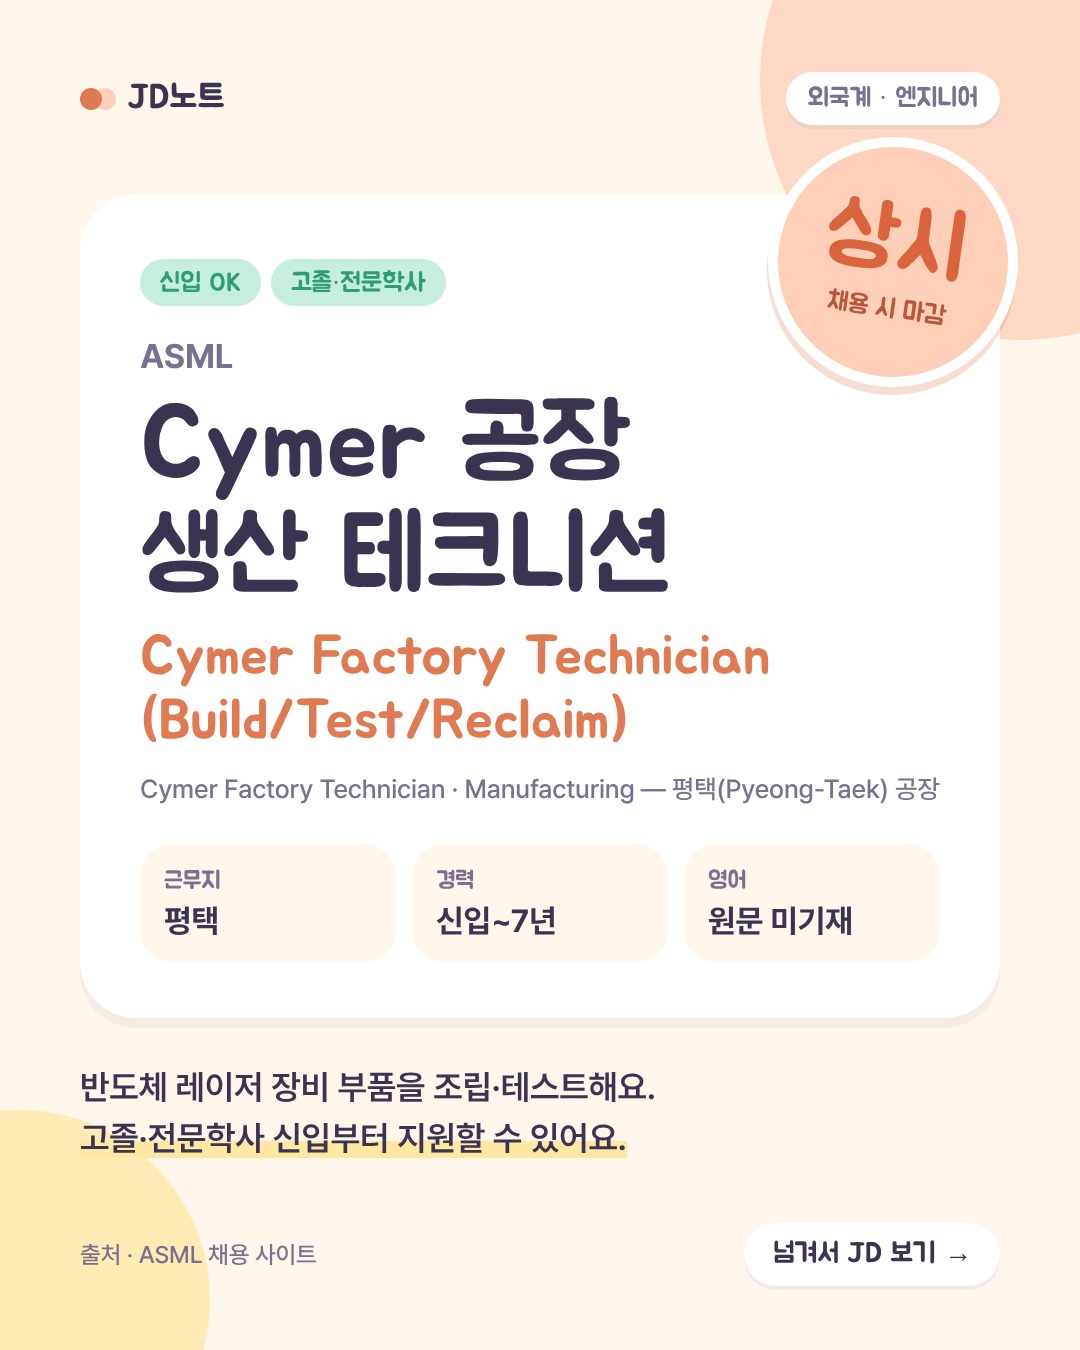 JD노트
외국계 · 엔지니어
상시
채용 시 마감
신입 OK
고졸·전문학사
ASML
Cymer 공장
생산 테크니션
Cymer Factory Technician
(Build/Test/Reclaim)
Cymer Factory Technician · Manufacturing — 평택(Pyeong-Taek) 공장
근무지
평택
경력
신입~7년
영어
원문 미기재
반도체 레이저 장비 부품을 조립·테스트해요.
고졸·전문학사 신입부터 지원할 수 있어요.
출처 · ASML 채용 사이트
넘겨서 JD 보기 →